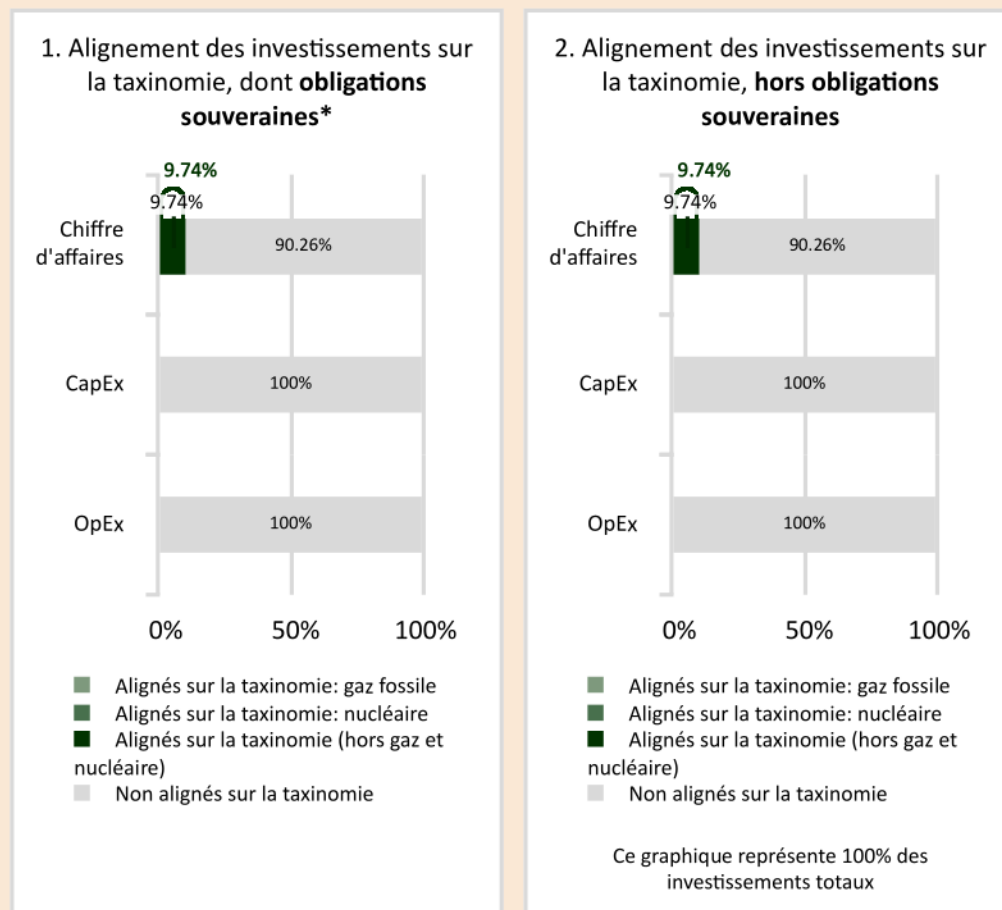 1. Alignement des investissements sur
la taxinomie, dont obligations
souveraines*
9.74%
9.74%
Chiffre
d'affaires
90.26%
CapEx
100%
OpEx
100%
0%
50%
100%
Alignés sur la taxinomie: gaz fossile
Alignés sur la taxinomie: nucléaire
Alignés sur la taxinomie (hors gaz et
nucléaire)
Non alignés sur la taxinomie
2. Alignement des investissements sur
la taxinomie, hors obligations
souveraines
9.74%
9.74%
Chiffre
d'affaires
90.26%
CapEx
100%
OpEx
100%
0%
50%
100%
Alignés sur la taxinomie: gaz fossile
Alignés sur la taxinomie: nucléaire
Alignés sur la taxinomie (hors gaz et
nucléaire)
Non alignés sur la taxinomie
Ce graphique représente 100% des
investissements totaux